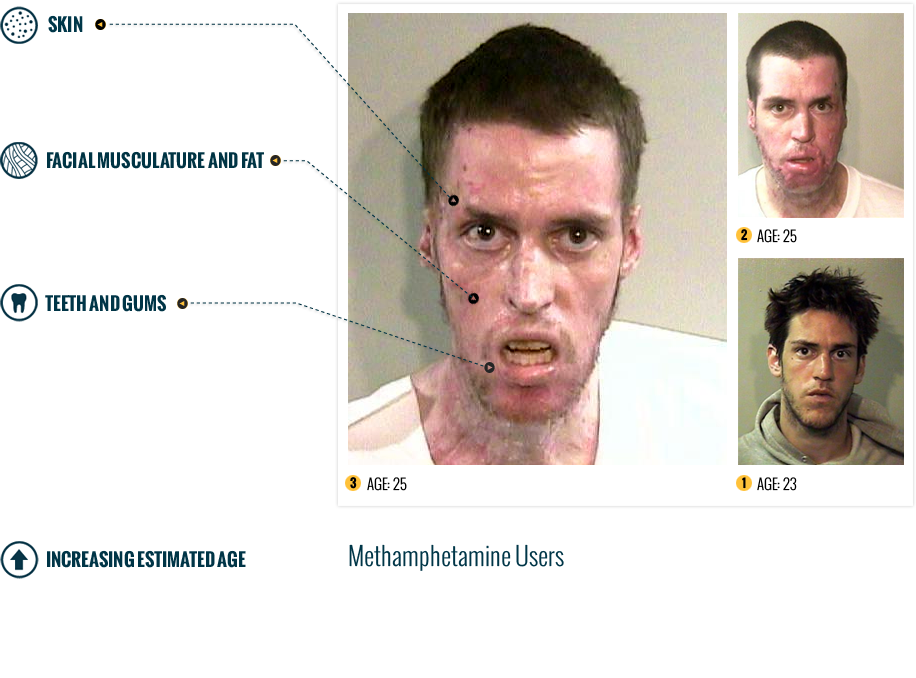 SKIN
FACIAL MUSCULATURE AND FAT
TEETH AND GUMS
2 AGE: 25
3 AGE: 25
1 AGE: 23
INCREASING ESTIMATED AGE
Methamphetamine Users